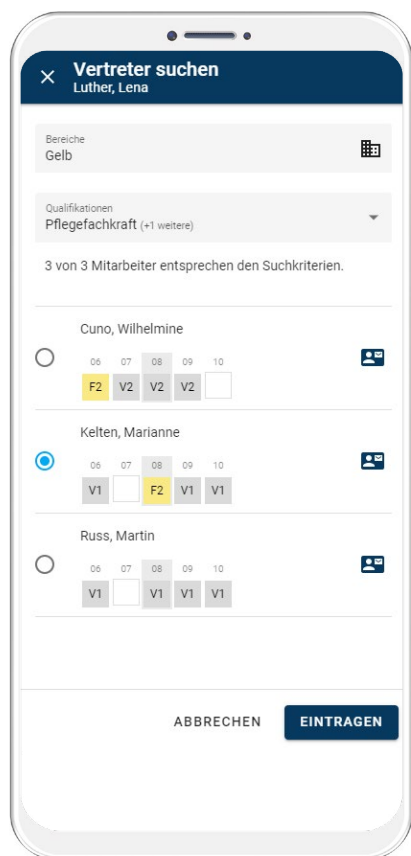 Vertreter suchen
Luther, Lena
Bereiche
Gelb
Qualifikationen
Pflegefachkraft (+1 weitere)
3 von 3 Mitarbeiter entsprechen den Suchkriterien.
Cuno, Wilhelmine
06 07 08 09 10
F2 V2 V2 V2
Kelten, Marianne
06 07 08 09 10
V1 F2 V1 V1
Russ, Martin
06 07 08 09 10
V1 V1 V1 V1
ABBRECHEN EINTRAGEN